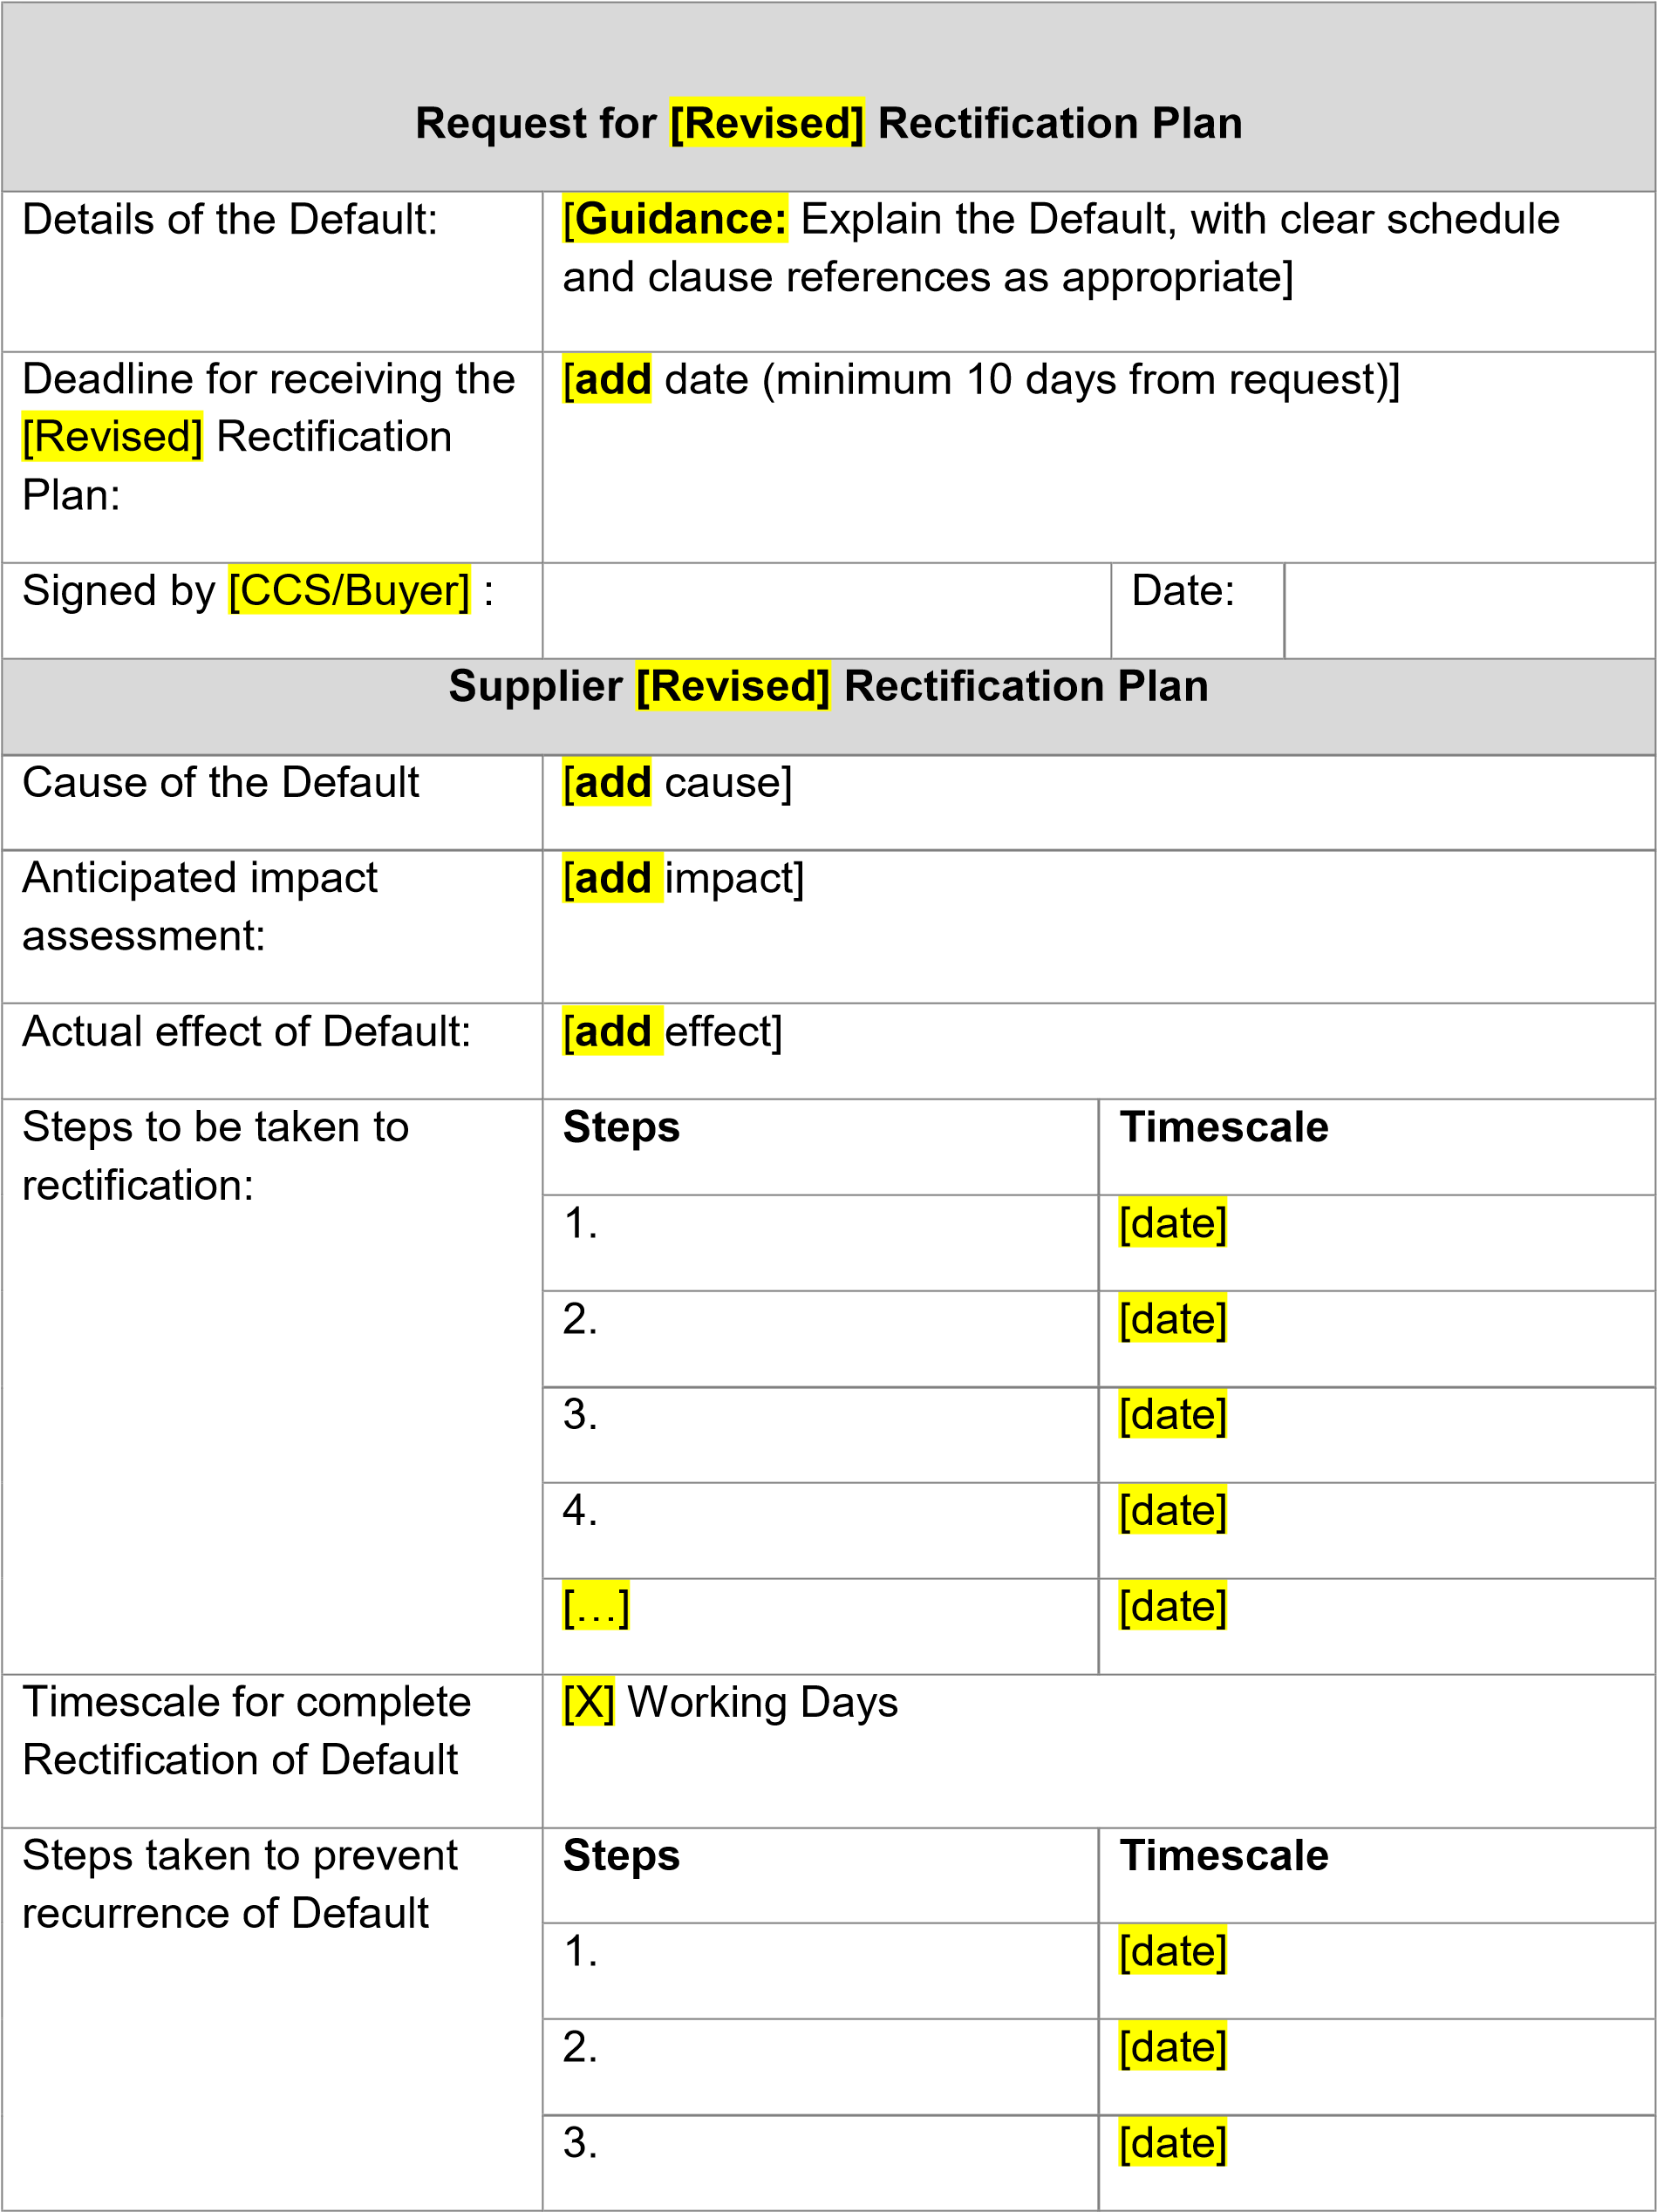 Request for [Revised] Rectification Plan
Details of the Default:
[Guidance: Explain the Default, with clear schedule
and clause references as appropriate]
Deadline for receiving the
[Revised] Rectification
Plan:
[add date (minimum 10 days from request)]
Signed by [CCS/Buyer] :
Date:
Supplier [Revised] Rectification Plan
Cause of the Default
[add cause]
Anticipated impact
assessment:
[add impact]
Actual effect of Default:
[add effect]
Steps to be taken to
rectification:
Steps
Timescale
1.
[date]
2.
[date]
3.
[date]
4.
[date]
[…]
[date]
Timescale for complete
Rectification of Default
[X] Working Days
Steps taken to prevent
recurrence of Default
Steps
Timescale
1.
[date]
2.
[date]
3.
[date]